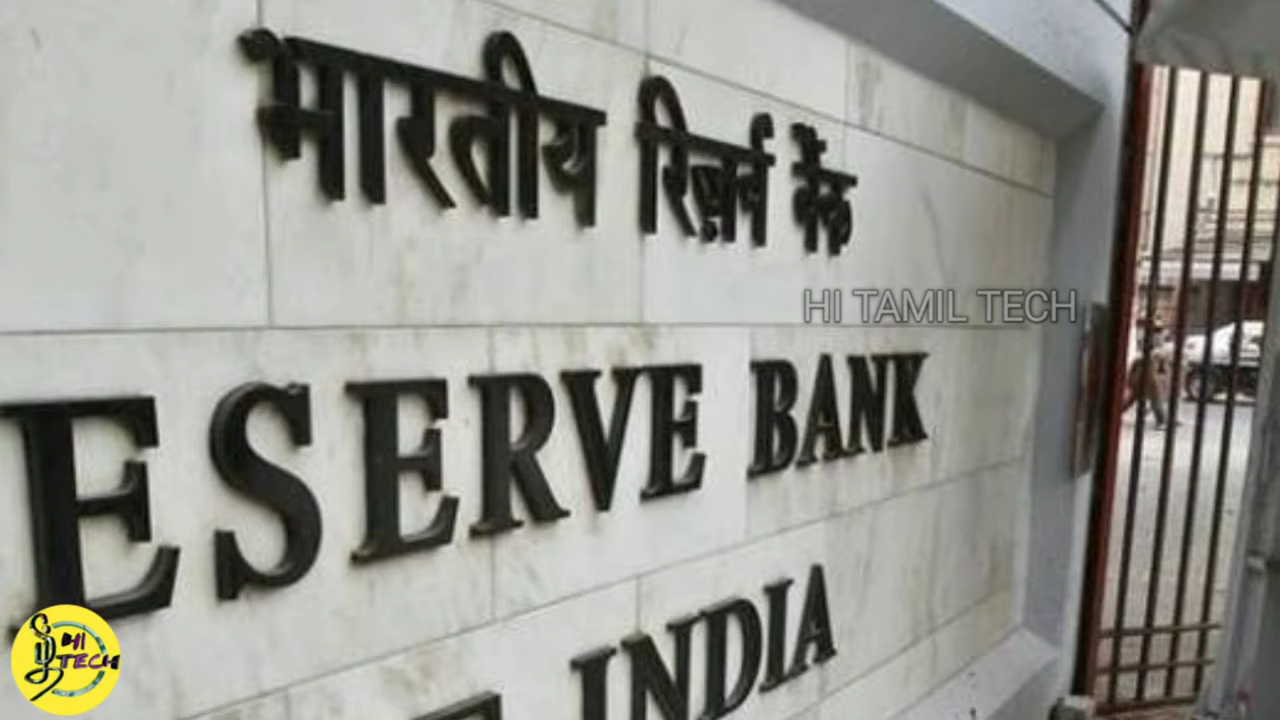 भारतीय रिज़र्व बैंक
HI TAMIL TECH
ESERVE BANK
INDIA
HI
TECH